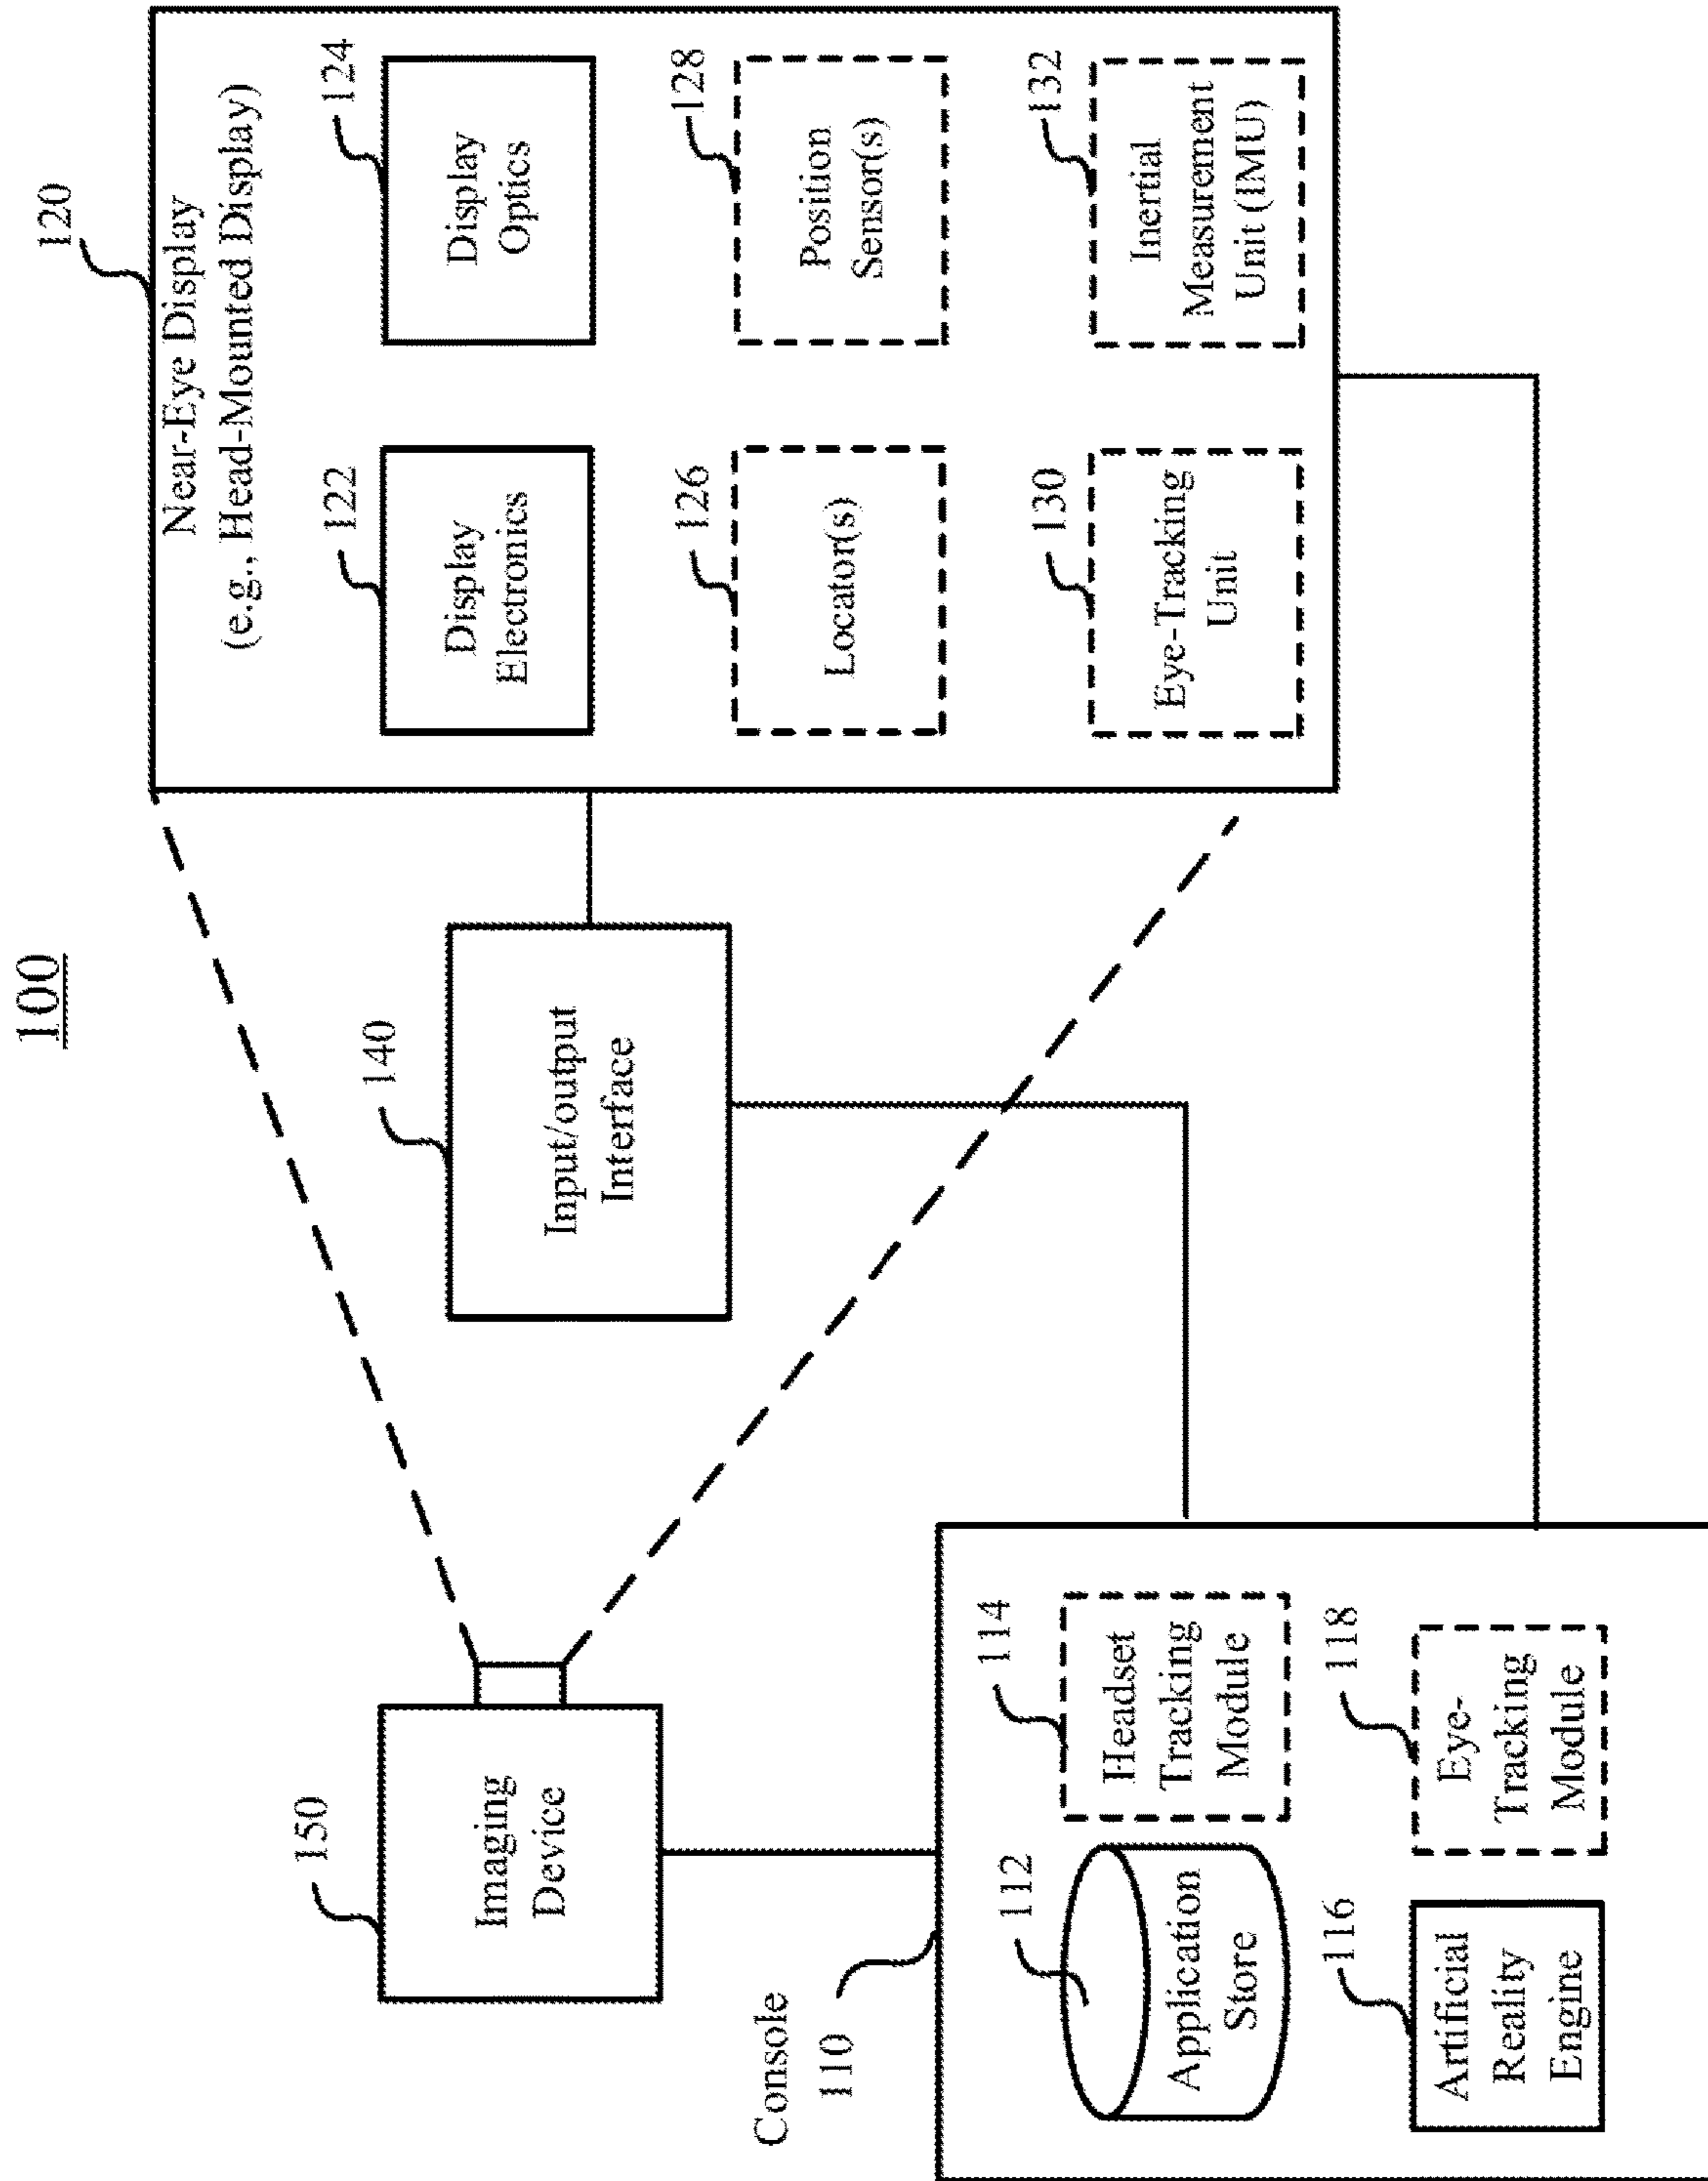 100
150
Imaging
Device
140
Input/output
Interface
120
Near-Eye Display
(e.g., Head-Mounted Display)
122
Display
Electronics
124
Display
Optics
126
Locator(s)
128
Position
Sensor(s)
130
Eye-Tracking
Unit
132
Inertial
Measurement
Unit (IMU)
Console
110
112
Application
Store
114
Headset
Tracking
Module
116
Artificial
Reality
Engine
118
Eye-
Tracking
Module